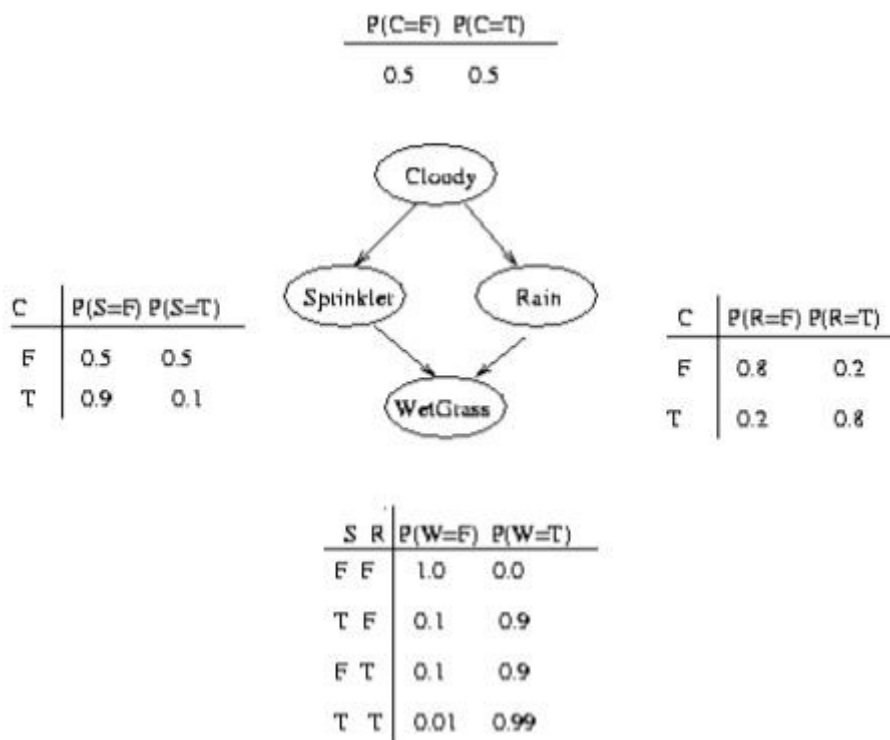 P(C=F) P(C=T)
0.5 0.5
Cloudy
Sprinkler Rain
WetGrass
C P(S=F) P(S=T)
F 0.5 0.5
T 0.9 0.1
C P(R=F) P(R=T)
F 0.8 0.2
T 0.2 0.8
S R P(W=F) P(W=T)
F F 1.0 0.0
T F 0.1 0.9
F T 0.1 0.9
T T 0.01 0.99